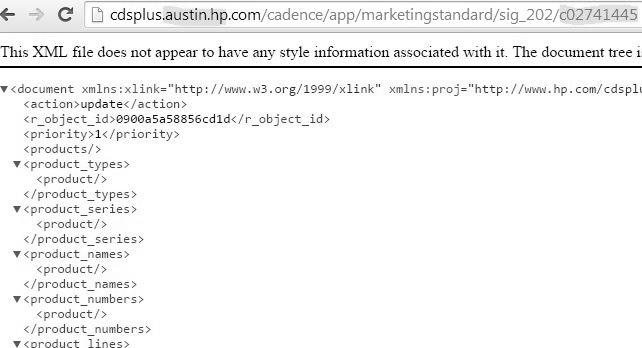 cdsplus.austin.hp.com/cadence/app/marketingstandard/sig_202/c02741445
This XML file does not appear to have any style information associated with it. The document tree i
<document xmlns:xlink="http://www.w3.org/1999/xlink" xmlns:proj="http://www.hp.com/cdsplu
<action>update</action>
<r_object_id>0900a5a58856cd1d</r_object_id>
<priority>1</priority>
<products/>
<product_types>
<product/>
</product_types>
<product_series>
<product/>
</product_series>
<product_names>
<product/>
</product_names>
<product_numbers>
<product/>
</product_numbers>
<product_lines>